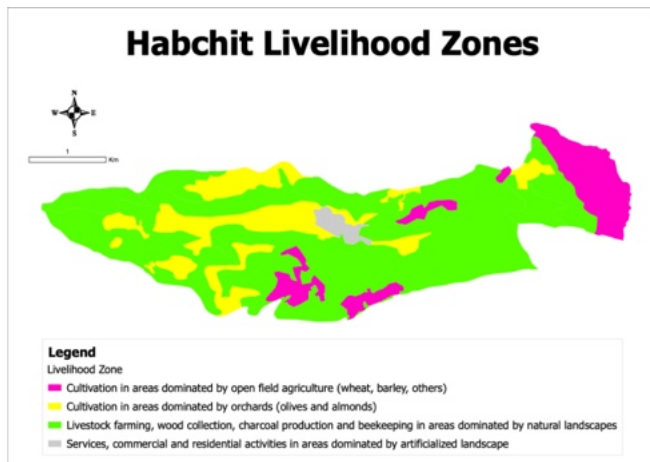 Habchit Livelihood Zones
N
W E
S
1
Km
Legend
Livelihood Zone
Cultivation in areas dominated by open field agriculture (wheat, barley, others)
Cultivation in areas dominated by orchards (olives and almonds)
Livestock farming, wood collection, charcoal production and beekeeping in areas dominated by natural landscapes
Services, commercial and residential activities in areas dominated by artificialized landscape